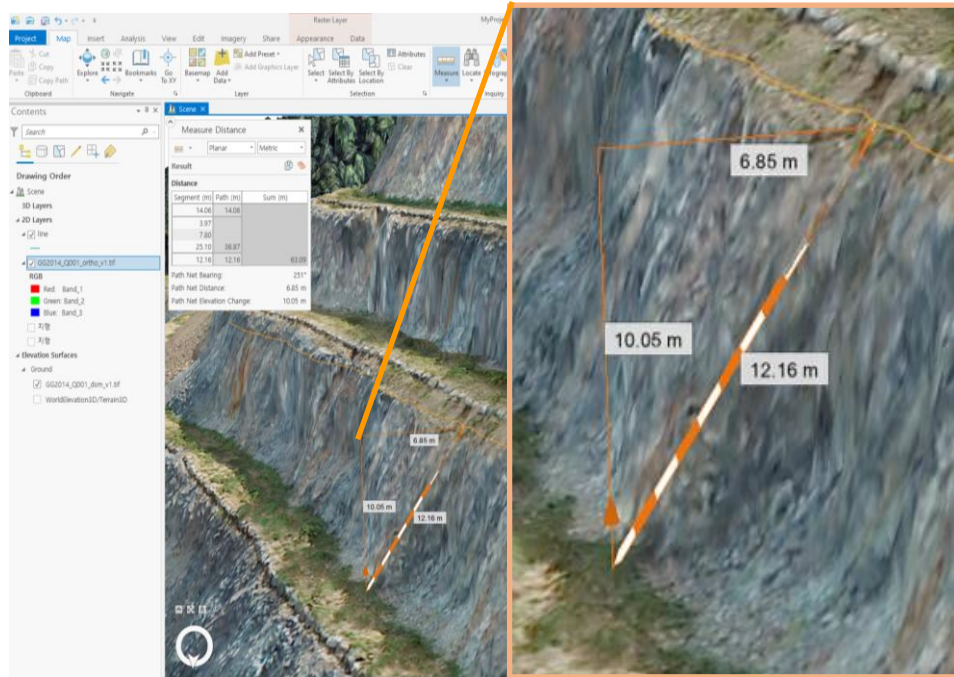 Raster Layer
MyProje
Project Map Insert Analysis View Edit Imagery Share Appearance Data
Cut
Copy
Copy Path
Paste
Explore
Bookmarks
Go To XY
Basemap
Add Data
Add Preset
Add Graphics Layer
Select
Select By Attributes
Select By Location
Attributes
Clear
Measure
Locate
Clipboard
Navigate
Layer
Selection
Inquiry
Contents
Search
Drawing Order
Scene
3D Layers
2D Layers
line
GG2014_QD01_ortho_v1.tif
RGB
Red: Band_1
Green: Band_2
Blue: Band_3
지형
지형
Elevation Surfaces
Ground
GG2014_QD01_dsm_v1.tif
WorldElevation3D/Terrain3D
Scene
Measure Distance
Planar
Metric
Result
Distance
Segment (m) Path (m) Sum (m)
14.06 14.06
3.97
7.80
25.10 36.87
12.16 12.16 63.09
Path Net Bearing: 251°
Path Net Distance: 6.85 m
Path Net Elevation Change: 10.05 m
6.85 m
10.05 m
12.16 m
6.85 m
10.05 m
12.16 m